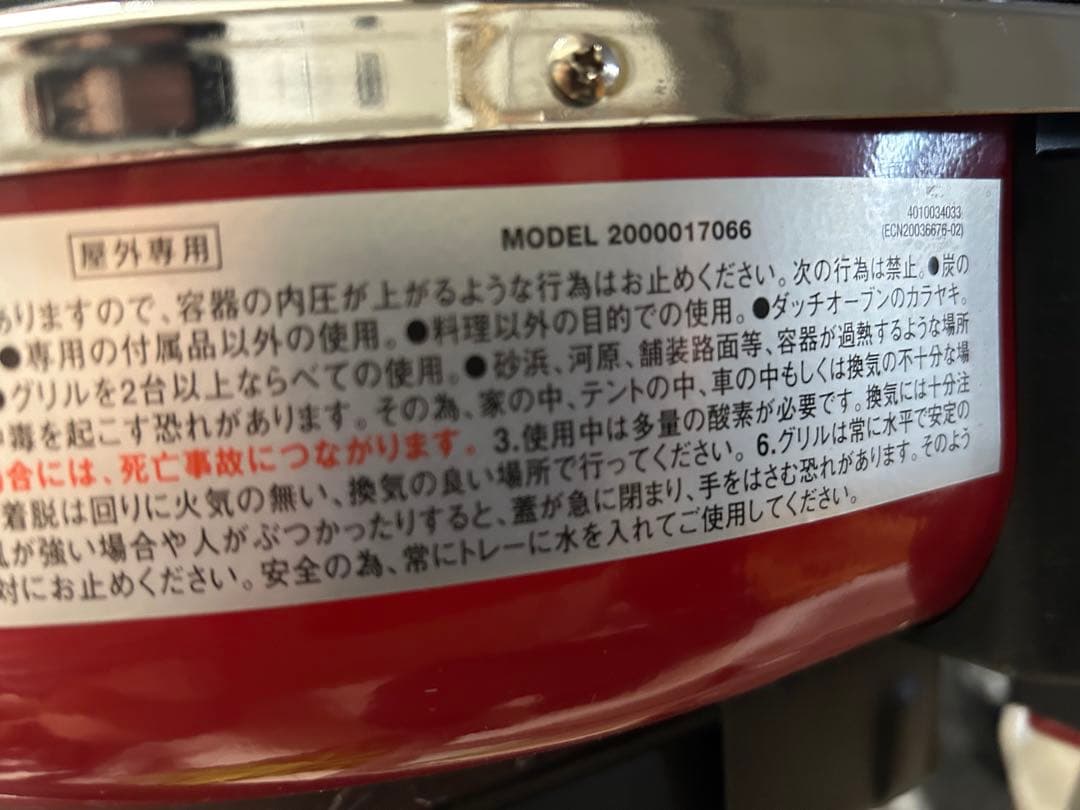 4010034033
屋外専用 MODEL 2000017066 (ECN20036676-02)
ありますので、容器の内圧が上がるような行為はお止めください。次の行為は禁止。●炭の
●専用の付属品以外の使用。●料理以外の目的での使用。●ダッチオーブンのカラヤキ。
●グリルを2台以上ならべての使用。●砂浜、河原、舗装路面等、容器が過熱するような場所
毒を起こす恐れがあります。その為、家の中、テントの中、車の中もしくは換気の不十分な場
合には、死亡事故につながります。3.使用中は多量の酸素が必要です。換気には十分注
着脱は回りに火気の無い、換気の良い場所で行ってください。6.グリルは常に水平で安定の
風が強い場合や人がぶつかったりすると、蓋が急に閉まり、手をはさむ恐れがあります。そのよう
対にお止めください。安全の為、常にトレーに水を入れてご使用してください。